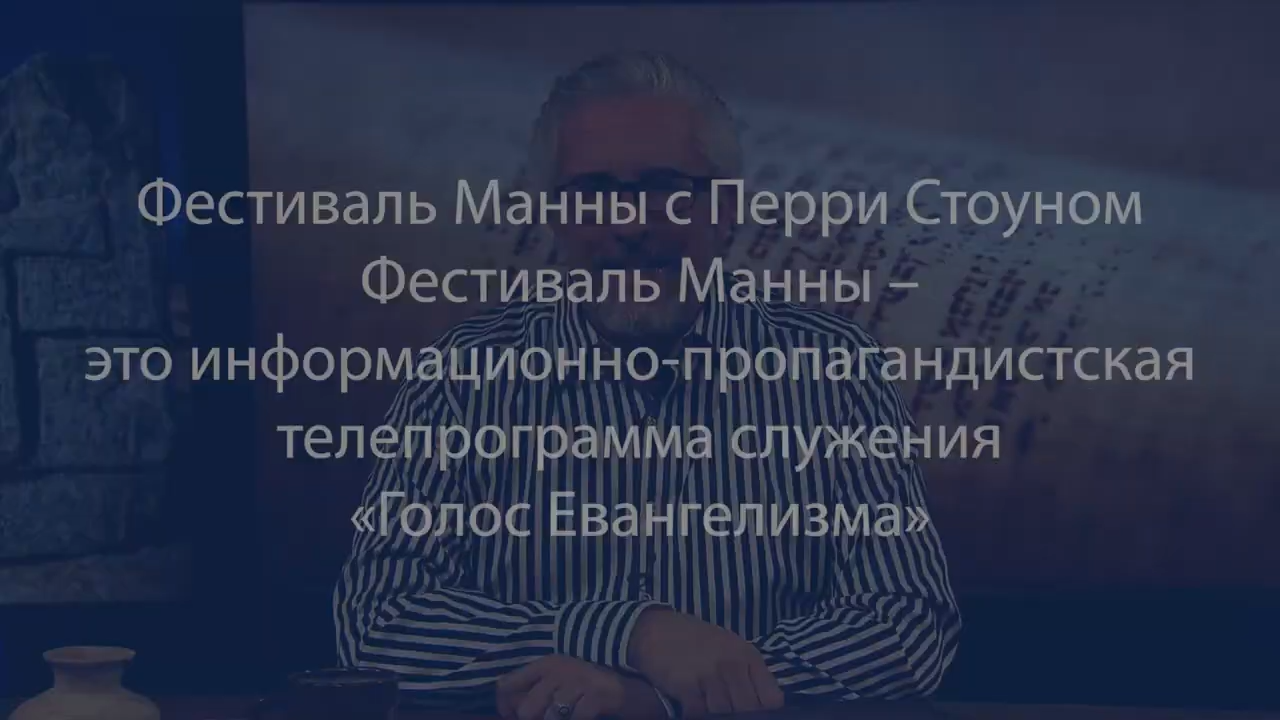 Фестиваль Манны с Перри Стоуном
Фестиваль Манны –
это информационно-пропагандистская
телепрограмма служения
«Голос Евангелизма»